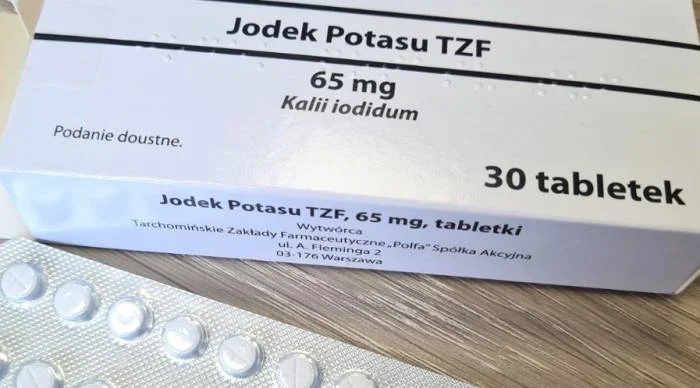 Jodek Potasu TZF
65 mg
Kalii iodidum
Podanie doustne.
30 tabletek
Jodek Potasu TZF, 65 mg, tabletki
Wytwórca
Tarchomińskie Zakłady Farmaceutyczne „Polfa” Spółka Akcyjna
ul. A. Fleminga 2
03-176 Warszawa